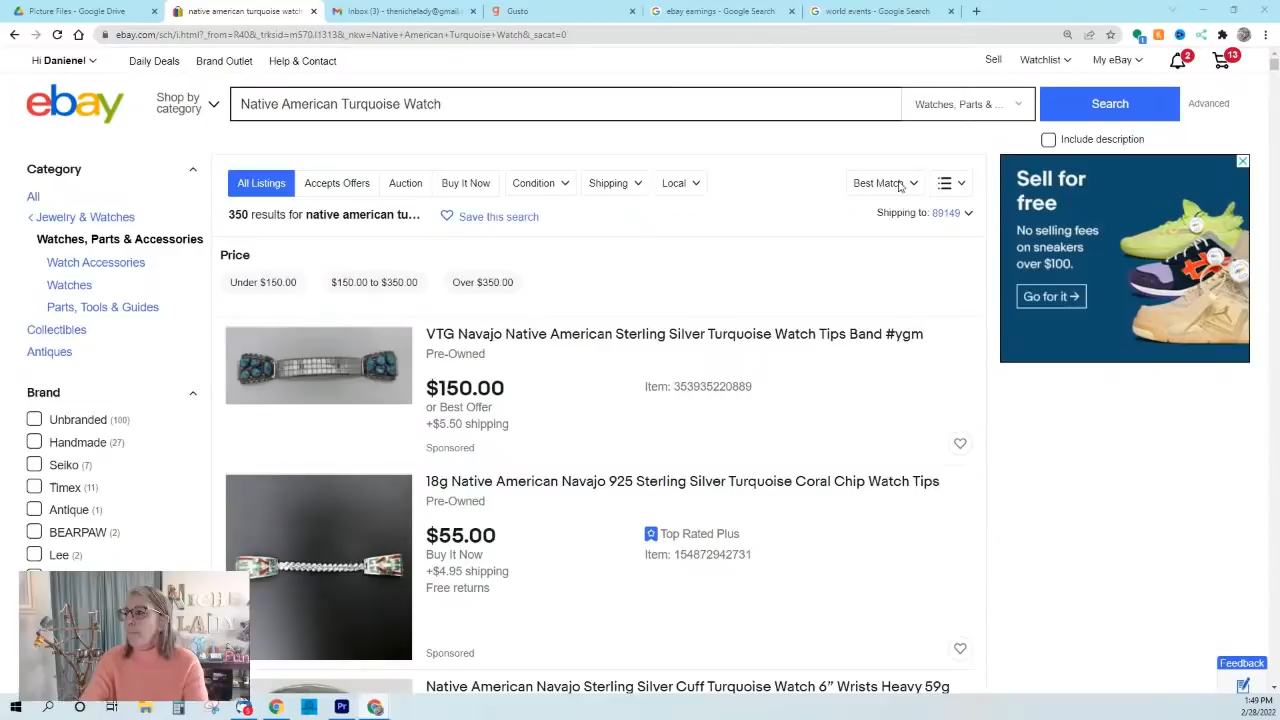 Picture Files - Google Drive
native american turquoise watch
Inbox (3) - thenichelady@gmail.
Gusto
ebay earnings - Google Search
world events - Google Search
ebay.com/sch/i.html?_from=R40&_trksid=m570.l1313&_nkw=Native+American+Turquoise+Watch&_sacat=0
Hi Daniene!
Daily Deals
Brand Outlet
Help & Contact
Sell
Watchlist
My eBay
2
13
ebay
Shop by
category
Native American Turquoise Watch
Watches, Parts & ...
Search
Advanced
Include description
Category
All
Jewelry & Watches
Watches, Parts & Accessories
Watch Accessories
Watches
Parts, Tools & Guides
Collectibles
Antiques
Brand
Unbranded (100)
Handmade (27)
Seiko (7)
Timex (11)
Antique (1)
BEARPAW (2)
Lee (2)
All Listings
Accepts Offers
Auction
Buy It Now
Condition
Shipping
Local
Best Match
350 results for native american tu...
Save this search
Shipping to: 89149
Price
Under $150.00
$150.00 to $350.00
Over $350.00
VTG Navajo Native American Sterling Silver Turquoise Watch Tips Band #ygm
Pre-Owned
$150.00
or Best Offer
+$5.50 shipping
Sponsored
Item: 353935220889
18g Native American Navajo 925 Sterling Silver Turquoise Coral Chip Watch Tips
Pre-Owned
$55.00
Buy It Now
+$4.95 shipping
Free returns
Sponsored
Top Rated Plus
Item: 154872942731
Native American Navajo Sterling Silver Cuff Turquoise Watch 6” Wrists Heavy 59g
Sell for
free
No selling fees
on sneakers
over $100.
Go for it →
Feedback
LADY
1:49 PM
2/28/2022